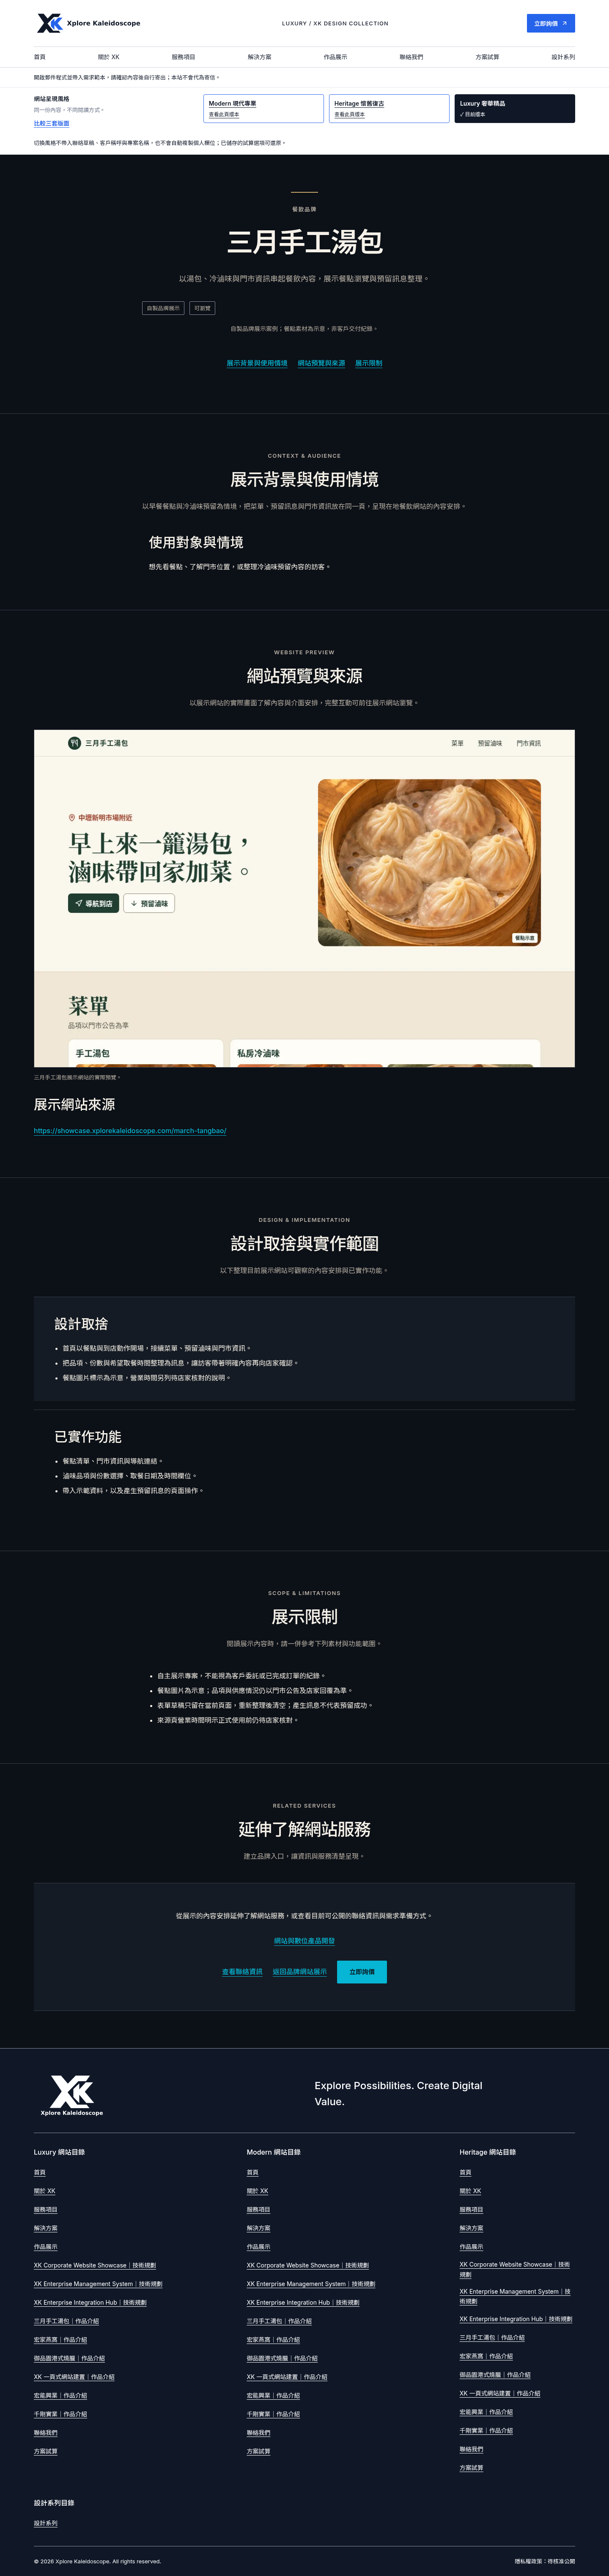 Xplore Kaleidoscope
LUXURY / XK DESIGN COLLECTION
立即詢價
首頁
關於 XK
服務項目
解決方案
作品展示
聯絡我們
方案試算
設計系列
開啟郵件程式並帶入需求範本，請確認內容後自行寄出；本站不會代為寄信。
網站呈現風格
同一份內容，不同閱讀方式。
比較三套版面
Modern 現代專業
查看此頁樣本
Heritage 懷舊復古
查看此頁樣本
Luxury 奢華精品
✓ 目前樣本
切換風格不帶入聯絡草稿、客戶稱呼與專案名稱，也不會自動複製個人欄位；已儲存的試算選項可還原。
餐飲品牌
三月手工湯包
以湯包、冷滷味與門市資訊串起餐飲內容，展示餐點瀏覽與預留訊息整理。
自製品牌展示
可瀏覽
自製品牌展示案例；餐點素材為示意，非客戶交付紀錄。
展示背景與使用情境
網站預覽與來源
展示限制
CONTEXT & AUDIENCE
展示背景與使用情境
以早餐餐點與冷滷味預留為情境，把菜單、預留訊息與門市資訊放在同一頁，呈現在地餐飲網站的內容安排。
使用對象與情境
想先看餐點、了解門市位置，或整理冷滷味預留內容的訪客。
WEBSITE PREVIEW
網站預覽與來源
以展示網站的實際畫面了解內容與介面安排，完整互動可前往展示網站瀏覽。
三月手工湯包
菜單
預留滷味
門市資訊
中壢新明市場附近
早上來一籠湯包，
滷味帶回家加菜。
導航到店
預留滷味
餐點示意
菜單
品項以門市公告為準
手工湯包
私房冷滷味
三月手工湯包展示網站的實際預覽。
展示網站來源
https://showcase.xplorekaleidoscope.com/march-tangbao/
DESIGN & IMPLEMENTATION
設計取捨與實作範圍
以下整理目前展示網站可觀察的內容安排與已實作功能。
設計取捨
• 首頁以餐點與到店動作開場，接續菜單、預留滷味與門市資訊。
• 把品項、份數與希望取餐時間整理為訊息，讓訪客帶著明確內容再向店家確認。
• 餐點圖片標示為示意，營業時間另列待店家核對的說明。
已實作功能
• 餐點清單、門市資訊與導航連結。
• 滷味品項與份數選擇、取餐日期及時間欄位。
• 帶入示範資料，以及產生預留訊息的頁面操作。
SCOPE & LIMITATIONS
展示限制
閱讀展示內容時，請一併參考下列素材與功能範圍。
• 自主展示專案，不能視為客戶委託或已完成訂單的紀錄。
• 餐點圖片為示意；品項與供應情況仍以門市公告及店家回覆為準。
• 表單草稿只留在當前頁面，重新整理後清空；產生訊息不代表預留成功。
• 來源頁營業時間明示正式使用前仍待店家核對。
RELATED SERVICES
延伸了解網站服務
建立品牌入口，讓資訊與服務清楚呈現。
從展示的內容安排延伸了解網站服務，或查看目前可公開的聯絡資訊與需求準備方式。
網站與數位產品開發
查看聯絡資訊
返回品牌網站展示
立即詢價
Xplore Kaleidoscope
Explore Possibilities. Create Digital
Value.
Luxury 網站目錄
首頁
關於 XK
服務項目
解決方案
作品展示
XK Corporate Website Showcase｜技術規劃
XK Enterprise Management System｜技術規劃
XK Enterprise Integration Hub｜技術規劃
三月手工湯包｜作品介紹
宏家燕窩｜作品介紹
御品圓港式燒臘｜作品介紹
XK 一頁式網站建置｜作品介紹
宏能興業｜作品介紹
千剛實業｜作品介紹
聯絡我們
方案試算
Modern 網站目錄
首頁
關於 XK
服務項目
解決方案
作品展示
XK Corporate Website Showcase｜技術規劃
XK Enterprise Management System｜技術規劃
XK Enterprise Integration Hub｜技術規劃
三月手工湯包｜作品介紹
宏家燕窩｜作品介紹
御品圓港式燒臘｜作品介紹
XK 一頁式網站建置｜作品介紹
宏能興業｜作品介紹
千剛實業｜作品介紹
聯絡我們
方案試算
Heritage 網站目錄
首頁
關於 XK
服務項目
解決方案
作品展示
XK Corporate Website Showcase｜技術
規劃
XK Enterprise Management System｜技
術規劃
XK Enterprise Integration Hub｜技術規劃
三月手工湯包｜作品介紹
宏家燕窩｜作品介紹
御品圓港式燒臘｜作品介紹
XK 一頁式網站建置｜作品介紹
宏能興業｜作品介紹
千剛實業｜作品介紹
聯絡我們
方案試算
設計系列目錄
設計系列
© 2026 Xplore Kaleidoscope. All rights reserved.
隱私權政策：待核准公開